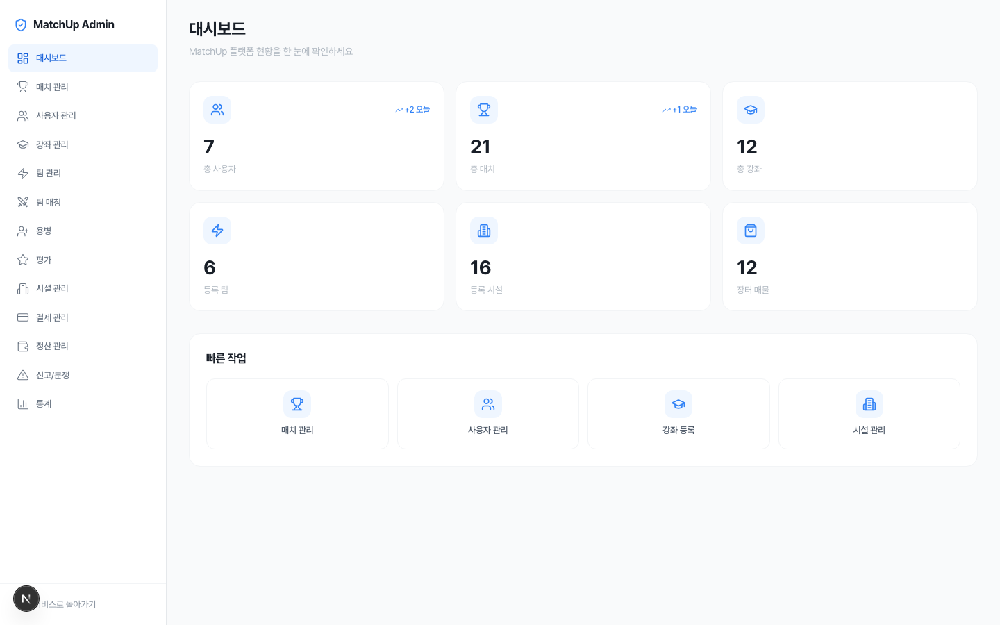 MatchUp Admin
대시보드
매치 관리
사용자 관리
강좌 관리
팀 관리
팀 매칭
용병
평가
시설 관리
결제 관리
정산 관리
신고/분쟁
통계
N
비스로 돌아가기
대시보드
MatchUp 플랫폼 현황을 한 눈에 확인하세요
+2 오늘
7
총 사용자
+1 오늘
21
총 매치
12
총 강좌
6
등록 팀
16
등록 시설
12
장터 매물
빠른 작업
매치 관리
사용자 관리
강좌 등록
시설 관리